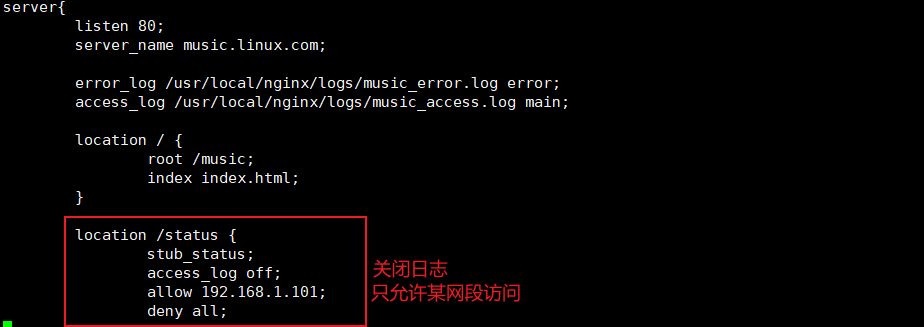 server{
listen 80;
server_name music.linux.com;
error_log /usr/local/nginx/logs/music_error.log error;
access_log /usr/local/nginx/logs/music_access.log main;
location / {
root /music;
index index.html;
}
location /status {
stub_status;
access_log off; 关闭日志
allow 192.168.1.101; 只允许某网段访问
deny all;